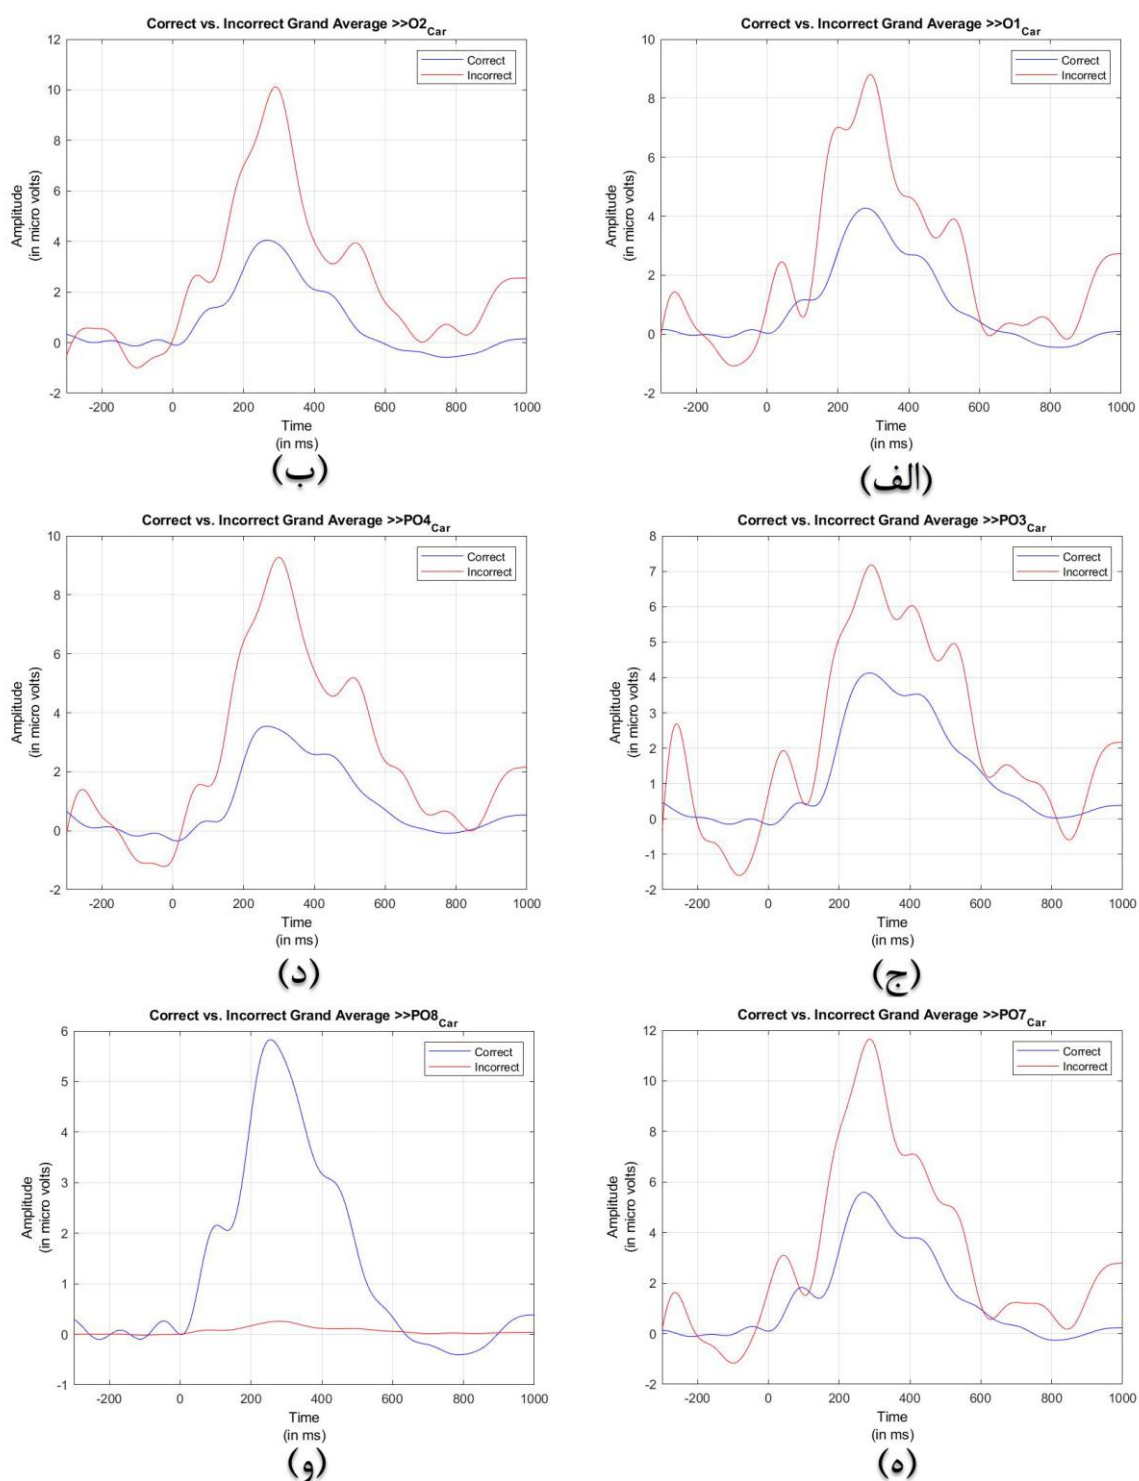 Correct vs. Incorrect Grand Average >>O2Car
Correct
Incorrect
12
10
8
6
4
2
0
-2
Amplitude
(in micro volts)
-200 0 200 400 600 800 1000
Time
(in ms)
(ب)
Correct vs. Incorrect Grand Average >>O1Car
Correct
Incorrect
10
8
6
4
2
0
-2
Amplitude
(in micro volts)
-200 0 200 400 600 800 1000
Time
(in ms)
(الف)
Correct vs. Incorrect Grand Average >>PO4Car
Correct
Incorrect
10
8
6
4
2
0
-2
Amplitude
(in micro volts)
-200 0 200 400 600 800 1000
Time
(in ms)
(د)
Correct vs. Incorrect Grand Average >>PO3Car
Correct
Incorrect
8
7
6
5
4
3
2
1
0
-1
-2
Amplitude
(in micro volts)
-200 0 200 400 600 800 1000
Time
(in ms)
(ج)
Correct vs. Incorrect Grand Average >>PO8Car
Correct
Incorrect
6
5
4
3
2
1
0
-1
Amplitude
(in micro volts)
-200 0 200 400 600 800 1000
Time
(in ms)
(و)
Correct vs. Incorrect Grand Average >>PO7Car
Correct
Incorrect
12
10
8
6
4
2
0
-2
Amplitude
(in micro volts)
-200 0 200 400 600 800 1000
Time
(in ms)
(ه)